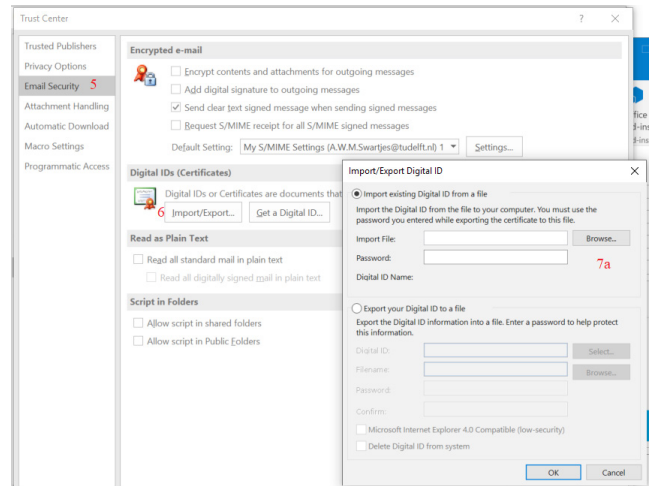 Trust Center
? ×
Trusted Publishers
Privacy Options
Email Security 5
Attachment Handling
Automatic Download
Macro Settings
Programmatic Access
Encrypted e-mail
Encrypt contents and attachments for outgoing messages
Add digital signature to outgoing messages
Send clear text signed message when sending signed messages
Request S/MIME receipt for all S/MIME signed messages
Default Setting: My S/MIME Settings (A.W.M.Swartjes@tudelft.nl) 1 Settings...
Digital IDs (Certificates)
Digital IDs or Certificates are documents that
6 Import/Export... Get a Digital ID...
Read as Plain Text
Read all standard mail in plain text
Read all digitally signed mail in plain text
Script in Folders
Allow script in shared folders
Allow script in Public Folders
Import/Export Digital ID ×
Import existing Digital ID from a file
Import the Digital ID from the file to your computer. You must use the
password you entered while exporting the certificate to this file.
Import File: Browse...
Password: 7a
Digital ID Name:
Export your Digital ID to a file
Export the Digital ID information into a file. Enter a password to help protect
this information.
Digital ID: Select...
Filename: Browse...
Password:
Confirm:
Microsoft Internet Explorer 4.0 Compatible (low-security)
Delete Digital ID from system
OK Cancel